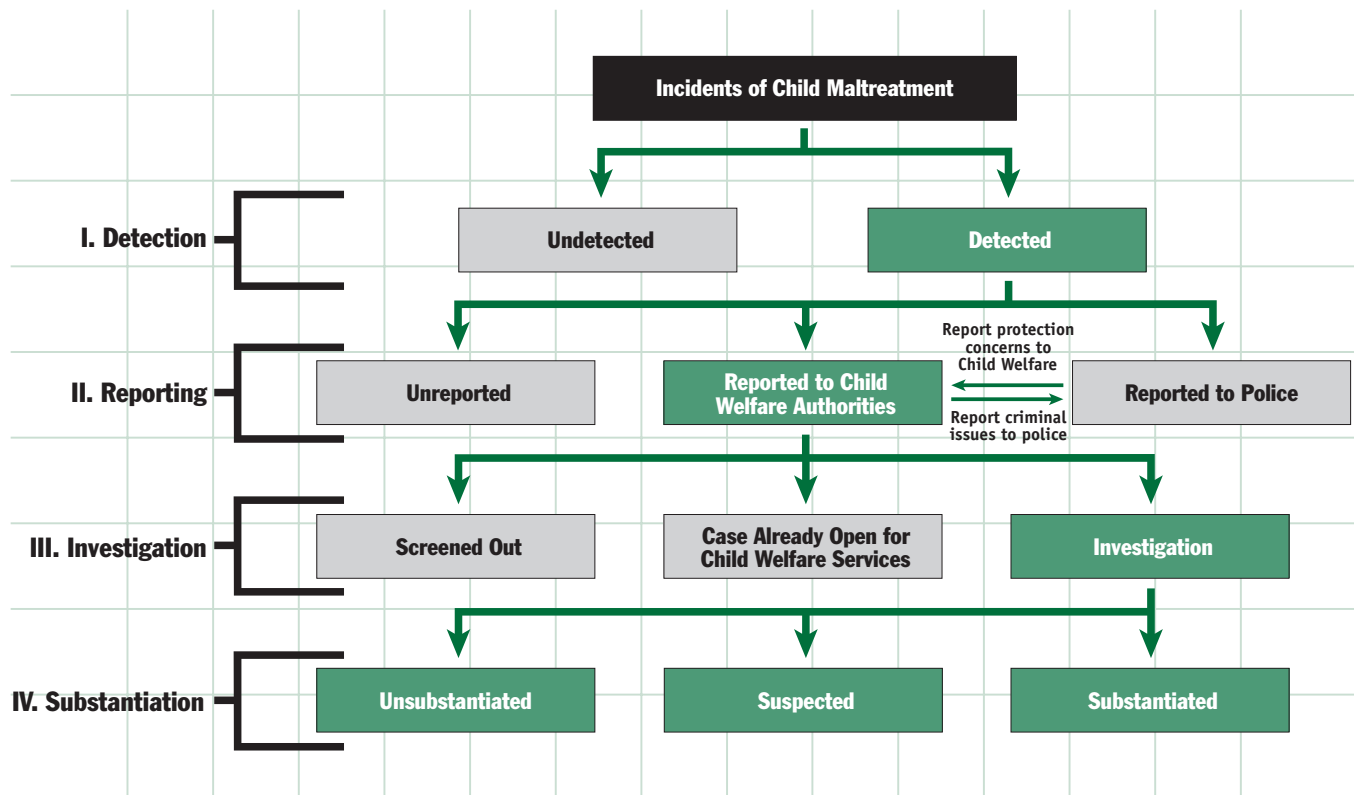 Incidents of Child Maltreatment
I. Detection
Undetected
Detected
Report protection
concerns to
Child Welfare
II. Reporting
Unreported
Reported to Child
Welfare Authorities
Reported to Police
Report criminal
issues to police
III. Investigation
Screened Out
Case Already Open for
Child Welfare Services
Investigation
IV. Substantiation
Unsubstantiated
Suspected
Substantiated